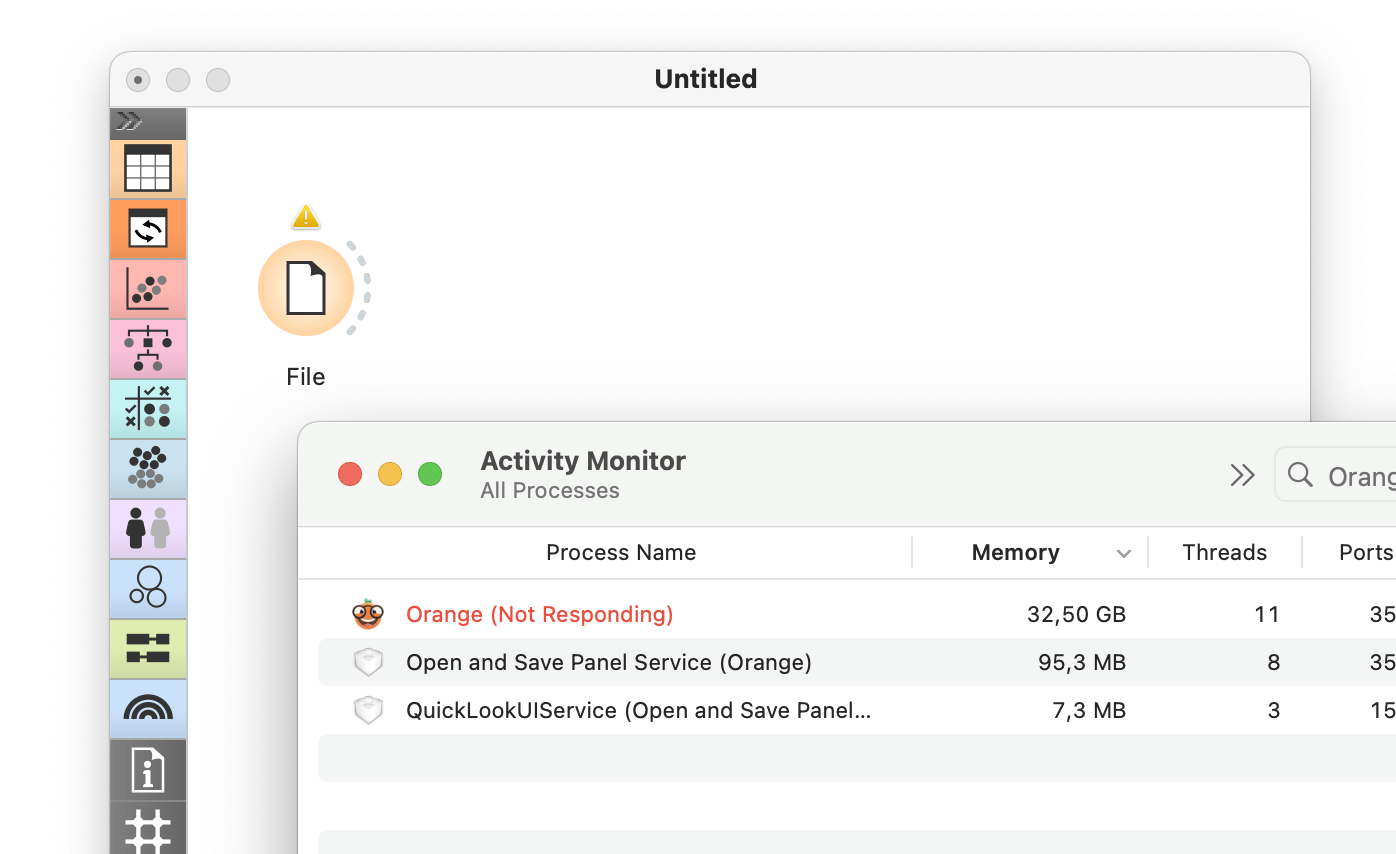 Untitled
File
Activity Monitor
All Processes
Orang
Process Name Memory Threads Ports
Orange (Not Responding) 32,50 GB 11 35
Open and Save Panel Service (Orange) 95,3 MB 8 35
QuickLookUIService (Open and Save Panel... 7,3 MB 3 15